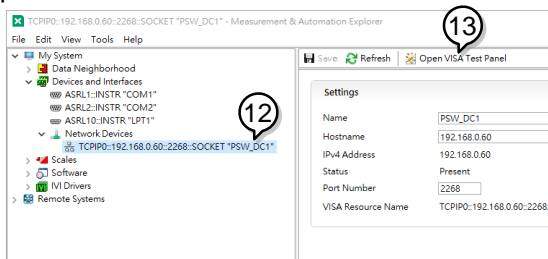 TCPIP0::192.168.0.60::2268::SOCKET "PSW_DC1" - Measurement & Automation Explorer
File Edit View Tools Help
13
My System
Data Neighborhood
Devices and Interfaces
ASRL1::INSTR "COM1"
ASRL2::INSTR "COM2"
ASRL10::INSTR "LPT1"
Network Devices
TCPIP0::192.168.0.60::2268::SOCKET "PSW_DC1"
12
Scales
Software
IVI Drivers
Remote Systems
Save Refresh Open VISA Test Panel
Settings
Name PSW_DC1
Hostname 192.168.0.60
IPv4 Address 192.168.0.60
Status Present
Port Number 2268
VISA Resource Name TCPIP0::192.168.0.60::2268: